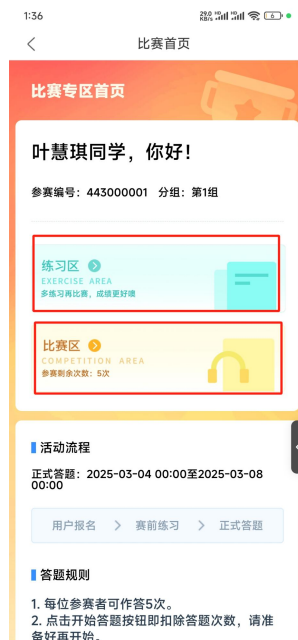 1:36
29.0 KB/s
6
比赛首页
比赛专区首页
叶慧琪同学，你好！
参赛编号：443000001 分组：第1组
练习区
EXERCISE AREA
多练习再比赛，成绩更好噢
比赛区
COMPETITION AREA
参赛剩余次数：5次
活动流程
正式答题：2025-03-04 00:00至2025-03-08
00:00
用户报名 > 赛前练习 > 正式答题
答题规则
1. 每位参赛者可作答5次。
2. 点击开始答题按钮即扣除答题次数，请准
备好再开始。